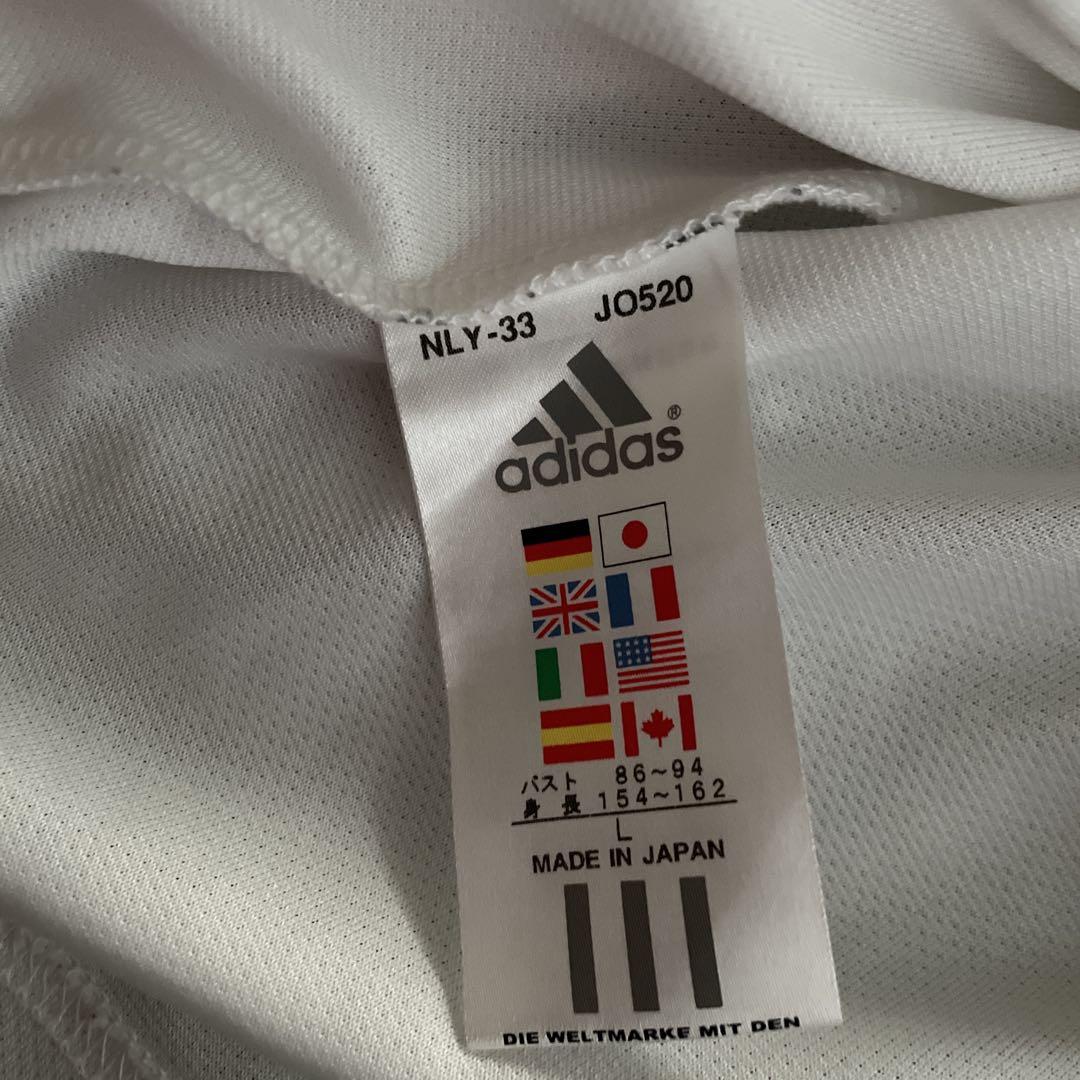 NLY-33 JO520
adidas®
バスト 86~94
身長 154~162
L
MADE IN JAPAN
DIE WELTMARKE MIT DEN